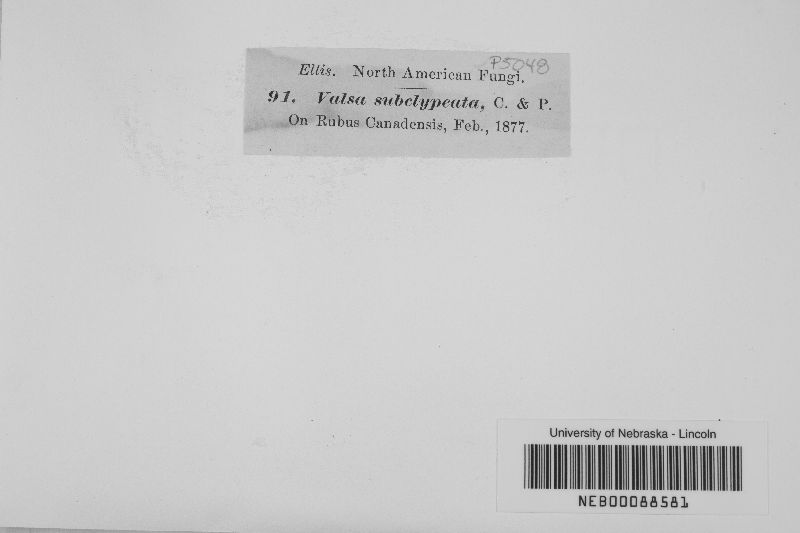 P5048
Ellis. North American Fungi.
91. Valsa subclypeata, C. & P.
On Rubus Canadensis, Feb., 1877.
University of Nebraska - Lincoln
NEB00088581